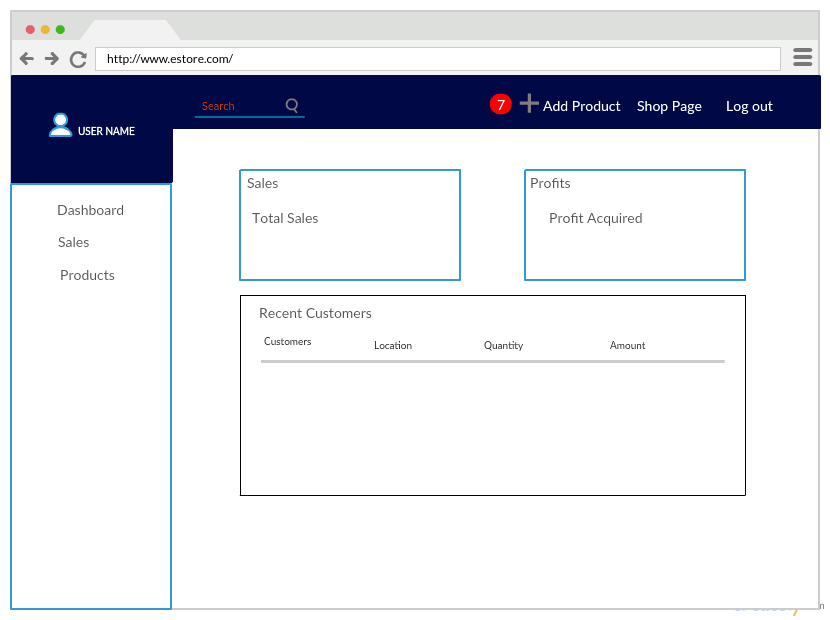 http://www.estore.com/
USER NAME
Search
7
Add Product
Shop Page
Log out
Dashboard
Sales
Products
Sales
Total Sales
Profits
Profit Acquired
Recent Customers
Customers Location Quantity Amount